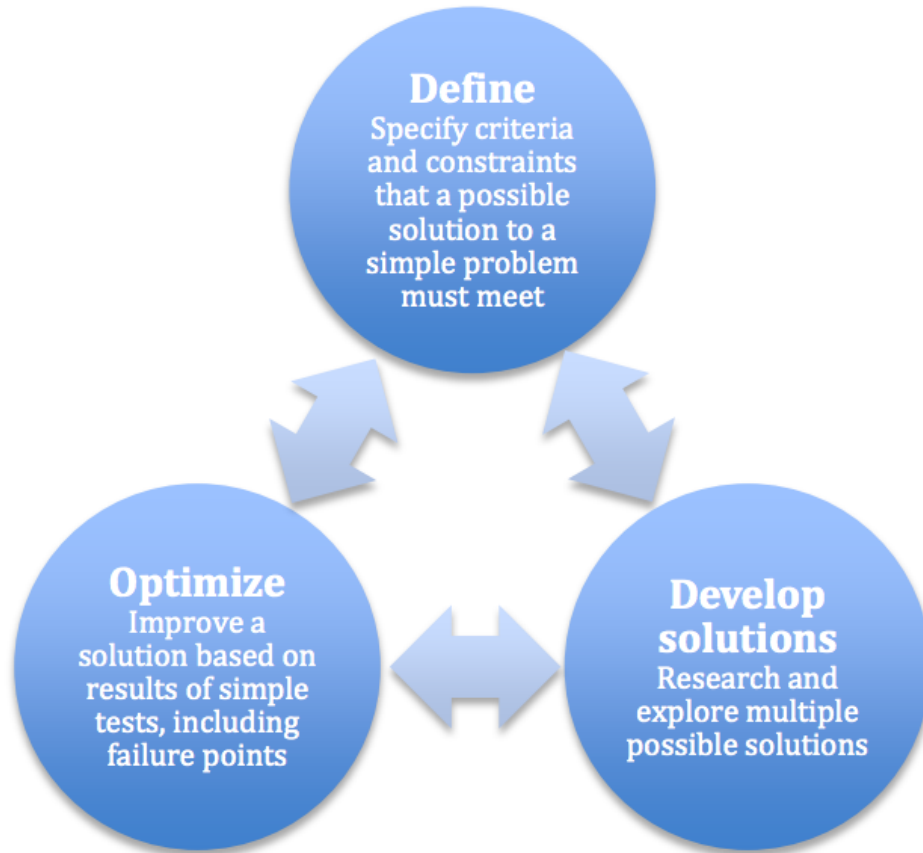 Define
Specify criteria
and constraints
that a possible
solution to a
simple problem
must meet
Optimize
Improve a
solution based on
results of simple
tests, including
failure points
Develop
solutions
Research and
explore multiple
possible solutions